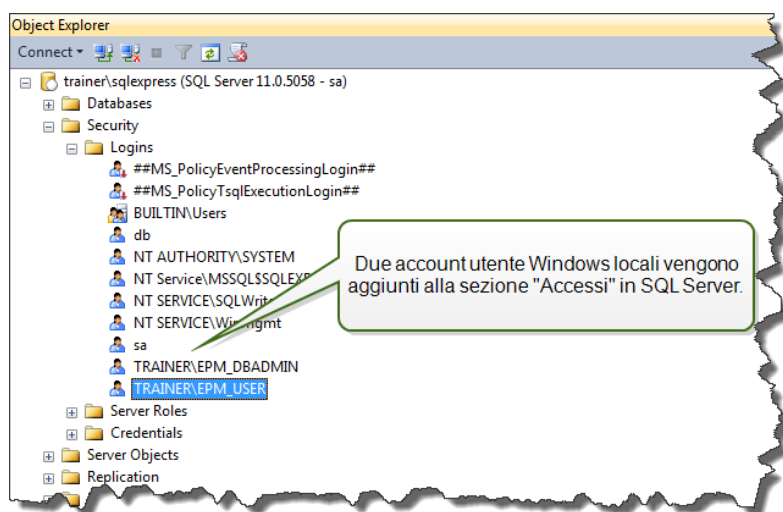 Object Explorer
Connect
trainer\sqlexpress (SQL Server 11.0.5058 - sa)
Databases
Security
Logins
##MS_PolicyEventProcessingLogin##
##MS_PolicyTsqlExecutionLogin##
BUILTIN\Users
db
NT AUTHORITY\SYSTEM
NT Service\MSSQL$SQLEXP
NT SERVICE\SQLWrit
NT SERVICE\Winmgmt
sa
TRAINER\EPM_DBADMIN
TRAINER\EPM_USER
Server Roles
Credentials
Server Objects
Replication
Due account utente Windows locali vengono
aggiunti alla sezione "Accessi" in SQL Server.